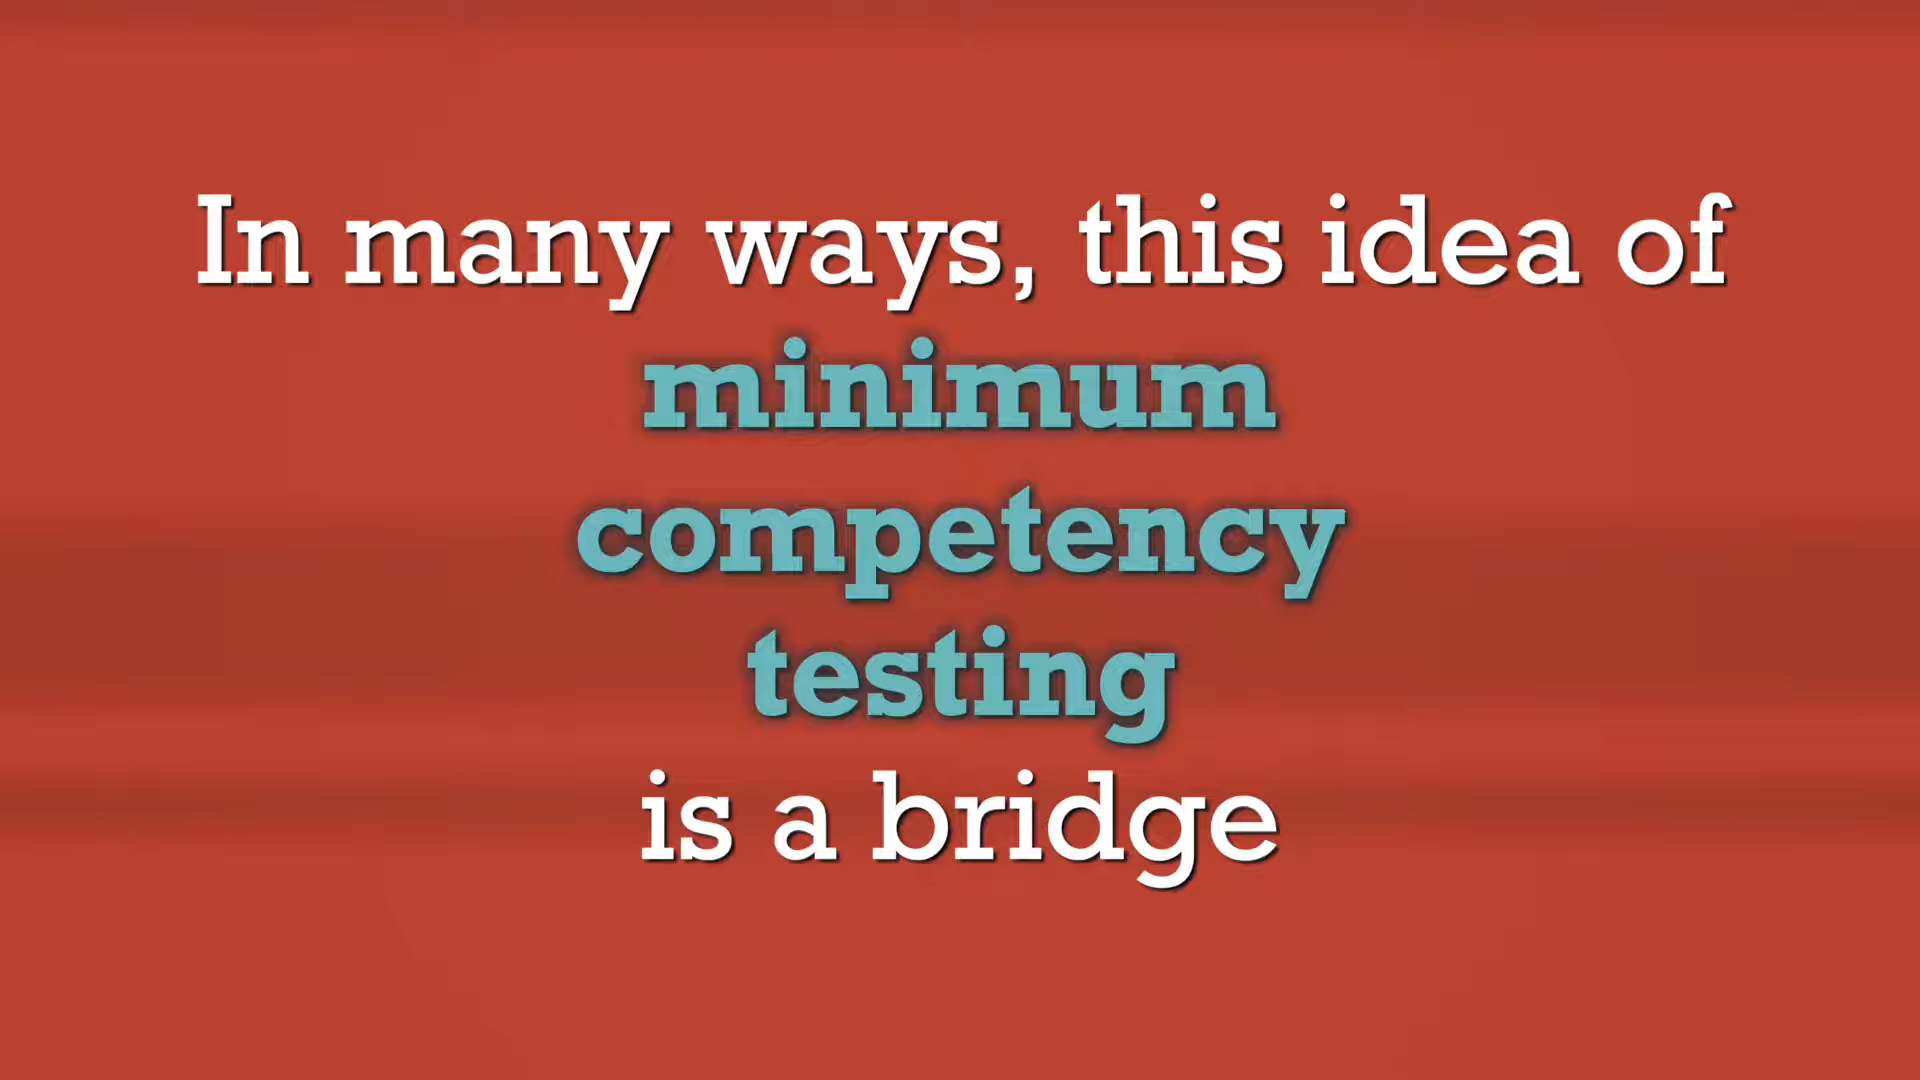 In many ways, this idea of
minimum
competency
testing
is a bridge